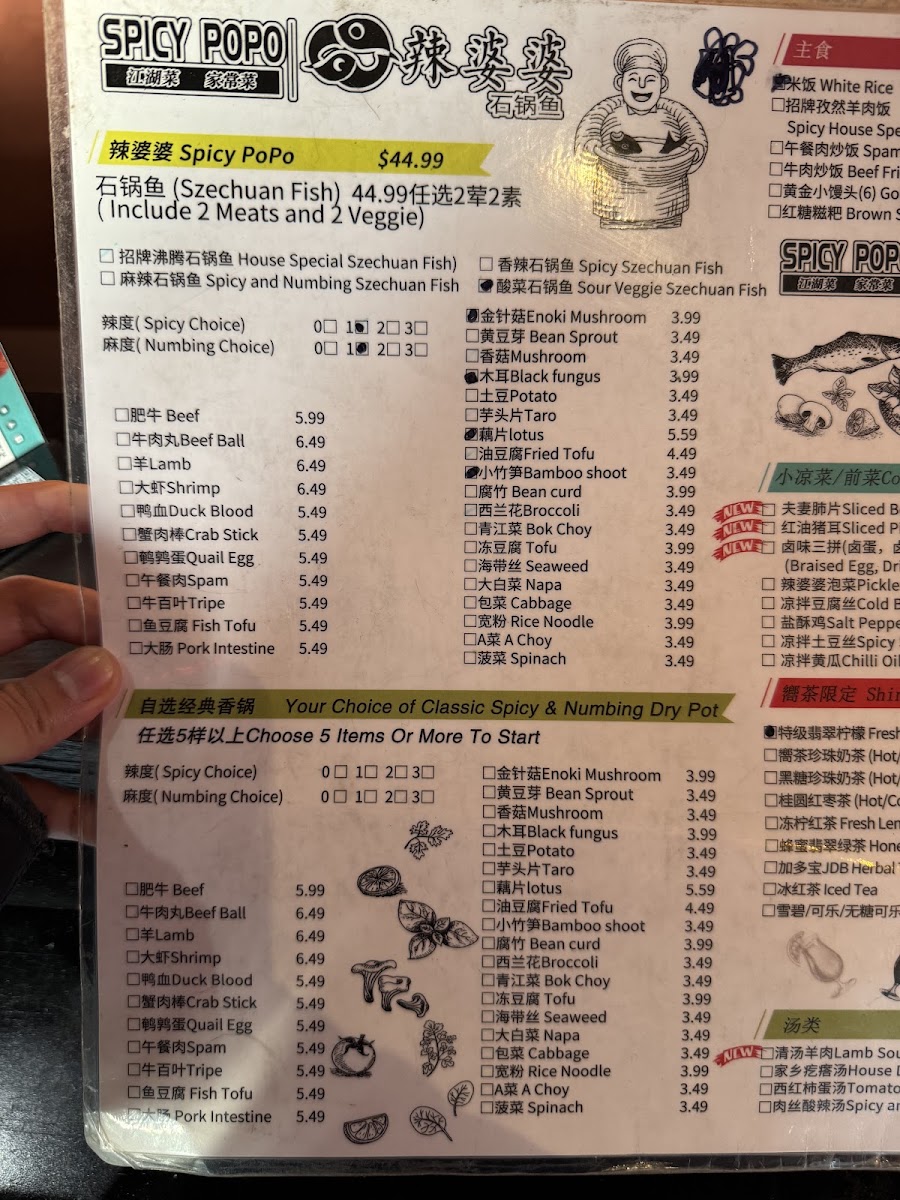 SPICY POPO
江湖菜 家常菜
辣婆婆
石锅鱼
辣婆婆 Spicy PoPo $44.99
石锅鱼 (Szechuan Fish) 44.99任选2荤2素
( Include 2 Meats and 2 Veggie)
招牌沸腾石锅鱼 House Special Szechuan Fish)
麻辣石锅鱼 Spicy and Numbing Szechuan Fish
香辣石锅鱼 Spicy Szechuan Fish
酸菜石锅鱼 Sour Veggie Szechuan Fish
辣度( Spicy Choice) 0□ 1□ 2□ 3□
麻度( Numbing Choice) 0□ 1□ 2□ 3□
□肥牛 Beef 5.99
□牛肉丸Beef Ball 6.49
□羊Lamb 6.49
□大虾Shrimp 6.49
□鸭血Duck Blood 5.49
□蟹肉棒Crab Stick 5.49
□鹌鹑蛋Quail Egg 5.49
□午餐肉Spam 5.49
□牛百叶Tripe 5.49
□鱼豆腐 Fish Tofu 5.49
□大肠 Pork Intestine 5.49
金针菇Enoki Mushroom 3.99
□黄豆芽 Bean Sprout 3.49
□香菇Mushroom 3.49
木耳Black fungus 3.99
□土豆Potato 3.49
□芋头片Taro 3.49
藕片lotus 5.59
□油豆腐Fried Tofu 4.49
小竹笋Bamboo shoot 3.49
□腐竹 Bean curd 3.99
□西兰花Broccoli 3.49
□青江菜 Bok Choy 3.49
□冻豆腐 Tofu 3.99
□海带丝 Seaweed 3.49
□大白菜 Napa 3.49
□包菜 Cabbage 3.49
□宽粉 Rice Noodle 3.99
□A菜 A Choy 3.49
□菠菜 Spinach 3.49
自选经典香锅 Your Choice of Classic Spicy & Numbing Dry Pot
任选5样以上Choose 5 Items Or More To Start
辣度( Spicy Choice) 0□ 1□ 2□ 3□
麻度( Numbing Choice) 0□ 1□ 2□ 3□
□肥牛 Beef 5.99
□牛肉丸Beef Ball 6.49
□羊Lamb 6.49
□大虾Shrimp 6.49
□鸭血Duck Blood 5.49
□蟹肉棒Crab Stick 5.49
□鹌鹑蛋Quail Egg 5.49
□午餐肉Spam 5.49
□牛百叶Tripe 5.49
□鱼豆腐 Fish Tofu 5.49
□大肠 Pork Intestine 5.49
□金针菇Enoki Mushroom 3.99
□黄豆芽 Bean Sprout 3.49
□香菇Mushroom 3.49
□木耳Black fungus 3.99
□土豆Potato 3.49
□芋头片Taro 3.49
□藕片lotus 5.59
□油豆腐Fried Tofu 4.49
□小竹笋Bamboo shoot 3.49
□腐竹 Bean curd 3.99
□西兰花Broccoli 3.49
□青江菜 Bok Choy 3.49
□冻豆腐 Tofu 3.99
□海带丝 Seaweed 3.49
□大白菜 Napa 3.49
□包菜 Cabbage 3.49
□宽粉 Rice Noodle 3.99
□A菜 A Choy 3.49
□菠菜 Spinach 3.49
主食
米饭 White Rice
□招牌孜然羊肉饭
Spicy House Spe
□午餐肉炒饭 Spam
□牛肉炒饭 Beef Fri
□黄金小馒头(6) Go
□红糖糍粑 Brown S
SPICY POP
江湖菜 家常菜
小凉菜/前菜Co
NEW □ 夫妻肺片Sliced B
NEW □ 红油猪耳Sliced P
NEW □ 卤味三拼(卤蛋,
(Braised Egg, Dri
□ 辣婆婆泡菜Pickle
□ 凉拌豆腐丝Cold B
□ 盐酥鸡Salt Peppe
□ 凉拌土豆丝Spicy
□ 凉拌黄瓜Chilli Oil
嚮茶限定 Shin
特级翡翠柠檬 Fresh
□嚮茶珍珠奶茶 (Hot/
□黑糖珍珠奶茶 (Hot/
□桂圆红枣茶 (Hot/Co
□冻柠红茶 Fresh Lem
□蜂蜜翡翠绿茶 Hone
□加多宝JDB Herbal T
□冰红茶 Iced Tea
□雪碧/可乐/无糖可乐
汤类
NEW □清汤羊肉Lamb Sou
□家乡疙瘩汤House
□西红柿蛋汤Tomato
□肉丝酸辣汤Spicy an